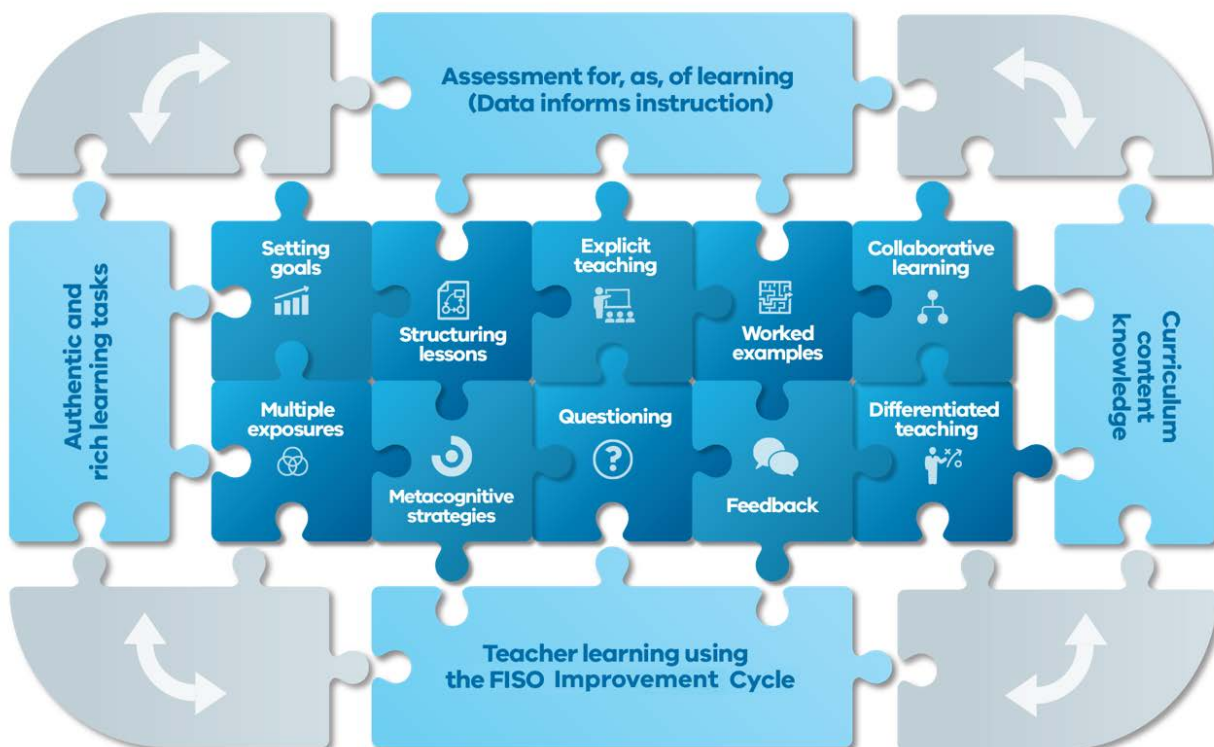 Assessment for, as, of learning
(Data informs instruction)
Authentic and
rich learning tasks
Setting
goals
Structuring
lessons
Explicit
teaching
Worked
examples
Collaborative
learning
Multiple
exposures
Metacognitive
strategies
Questioning
?
Feedback
Differentiated
teaching
Curriculum
content
knowledge
Teacher learning using
the FISO Improvement Cycle